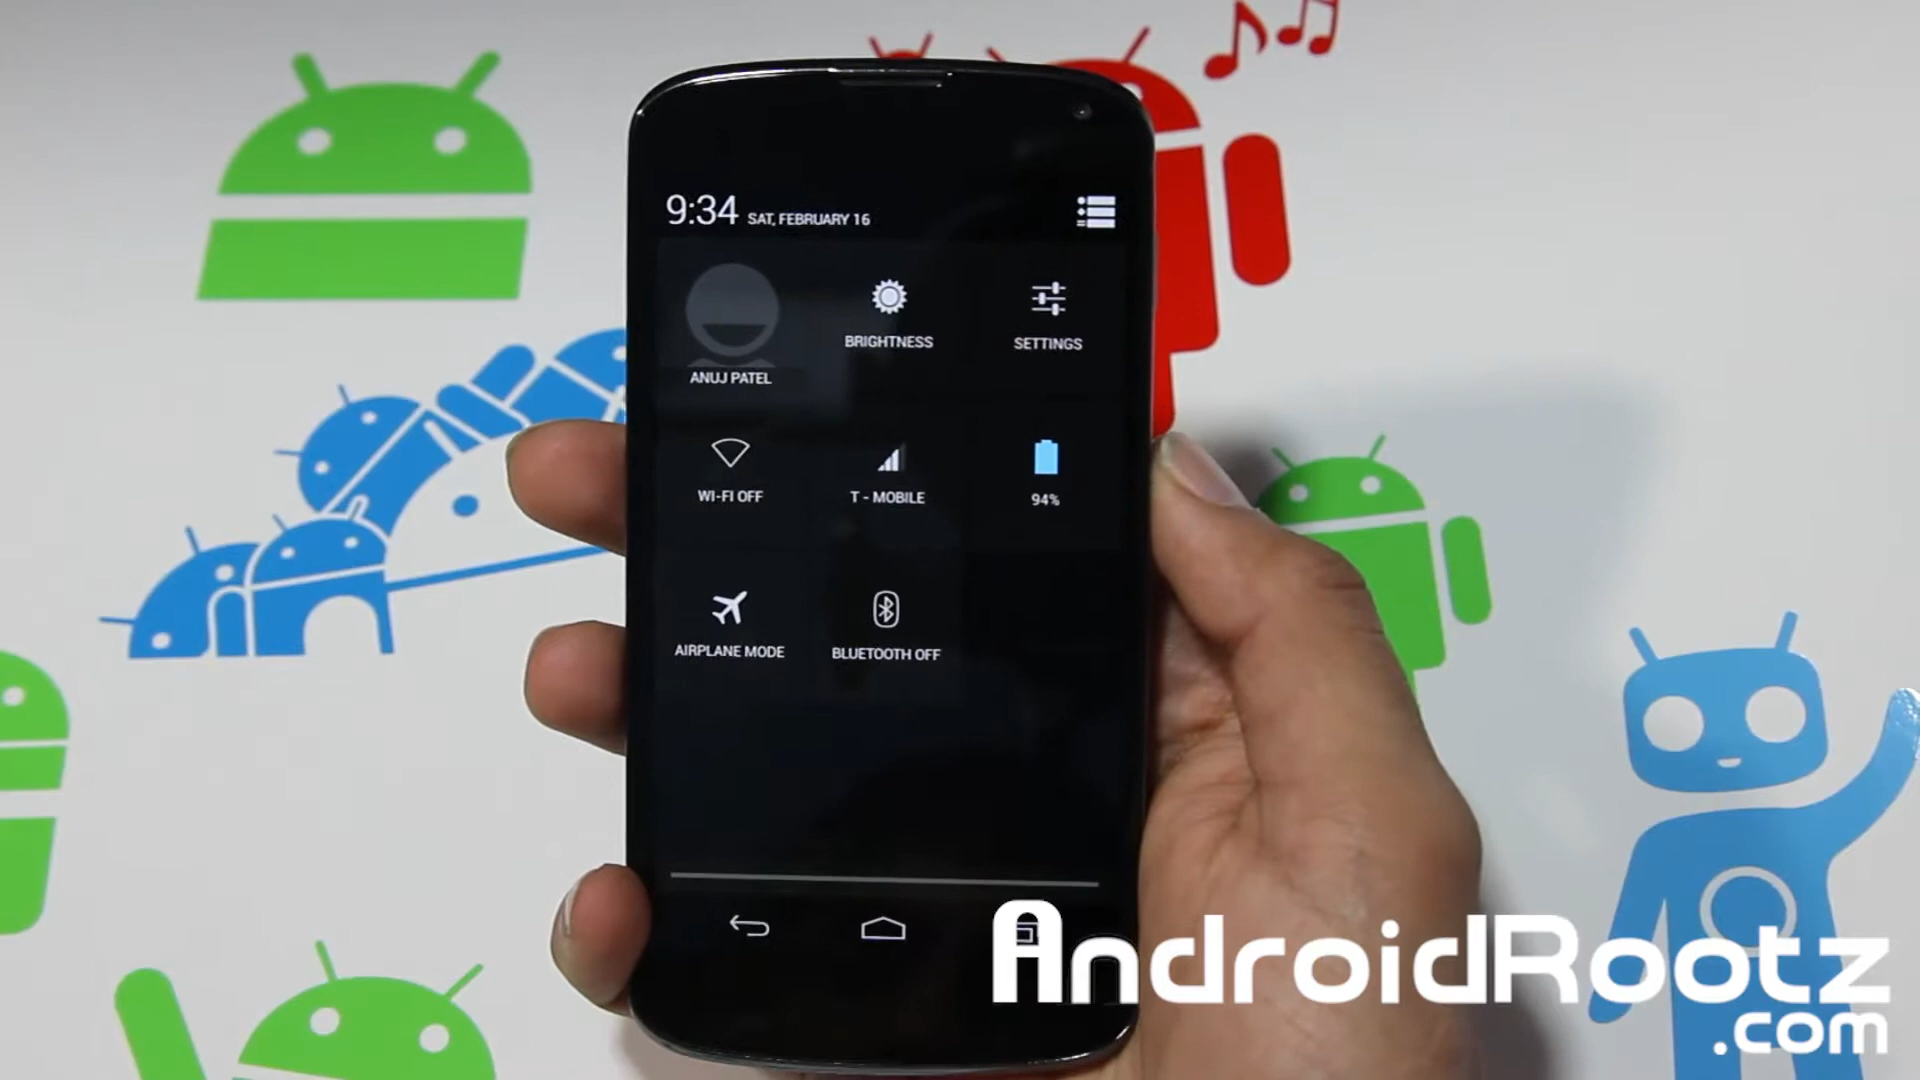 9:34 SAT, FEBRUARY 16
ANUJ PATEL
BRIGHTNESS
SETTINGS
WI-FI OFF
T - MOBILE
94%
AIRPLANE MODE
BLUETOOTH OFF
AndroidRootz
.com